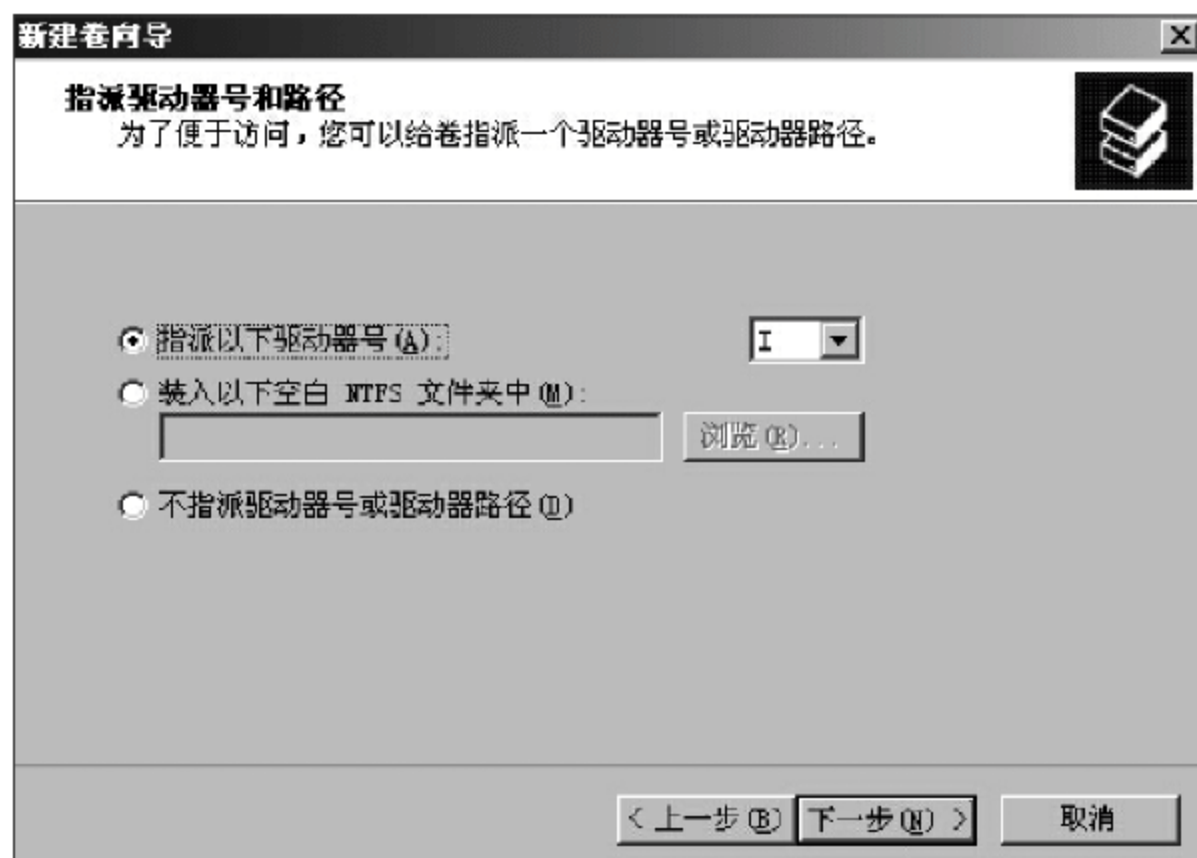 新建卷向导
指派驱动器号和路径
为了便于访问，您可以给卷指派一个驱动器号或驱动器路径。
指派以下驱动器号(A): I
装入以下空白 NTFS 文件夹中(M):
浏览(R)...
不指派驱动器号或驱动器路径(D)
< 上一步(B) 下一步(N) > 取消